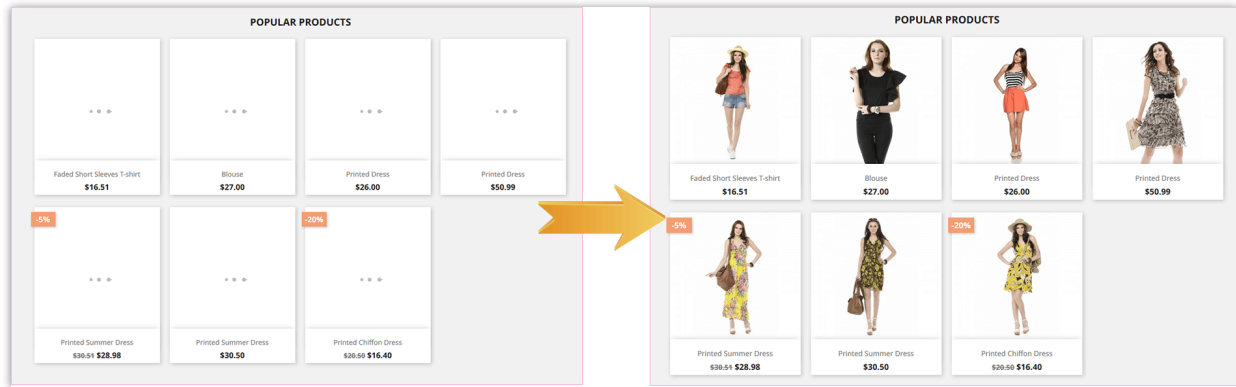 POPULAR PRODUCTS
Faded Short Sleeves T-shirt
$16.51
Blouse
$27.00
Printed Dress
$26.00
Printed Dress
$50.99
-5%
Printed Summer Dress
$30.51 $28.98
Printed Summer Dress
$30.50
-20%
Printed Chiffon Dress
$20.50 $16.40
POPULAR PRODUCTS
Faded Short Sleeves T-shirt
$16.51
Blouse
$27.00
Printed Dress
$26.00
Printed Dress
$50.99
-5%
Printed Summer Dress
$30.51 $28.98
Printed Summer Dress
$30.50
-20%
Printed Chiffon Dress
$20.50 $16.40